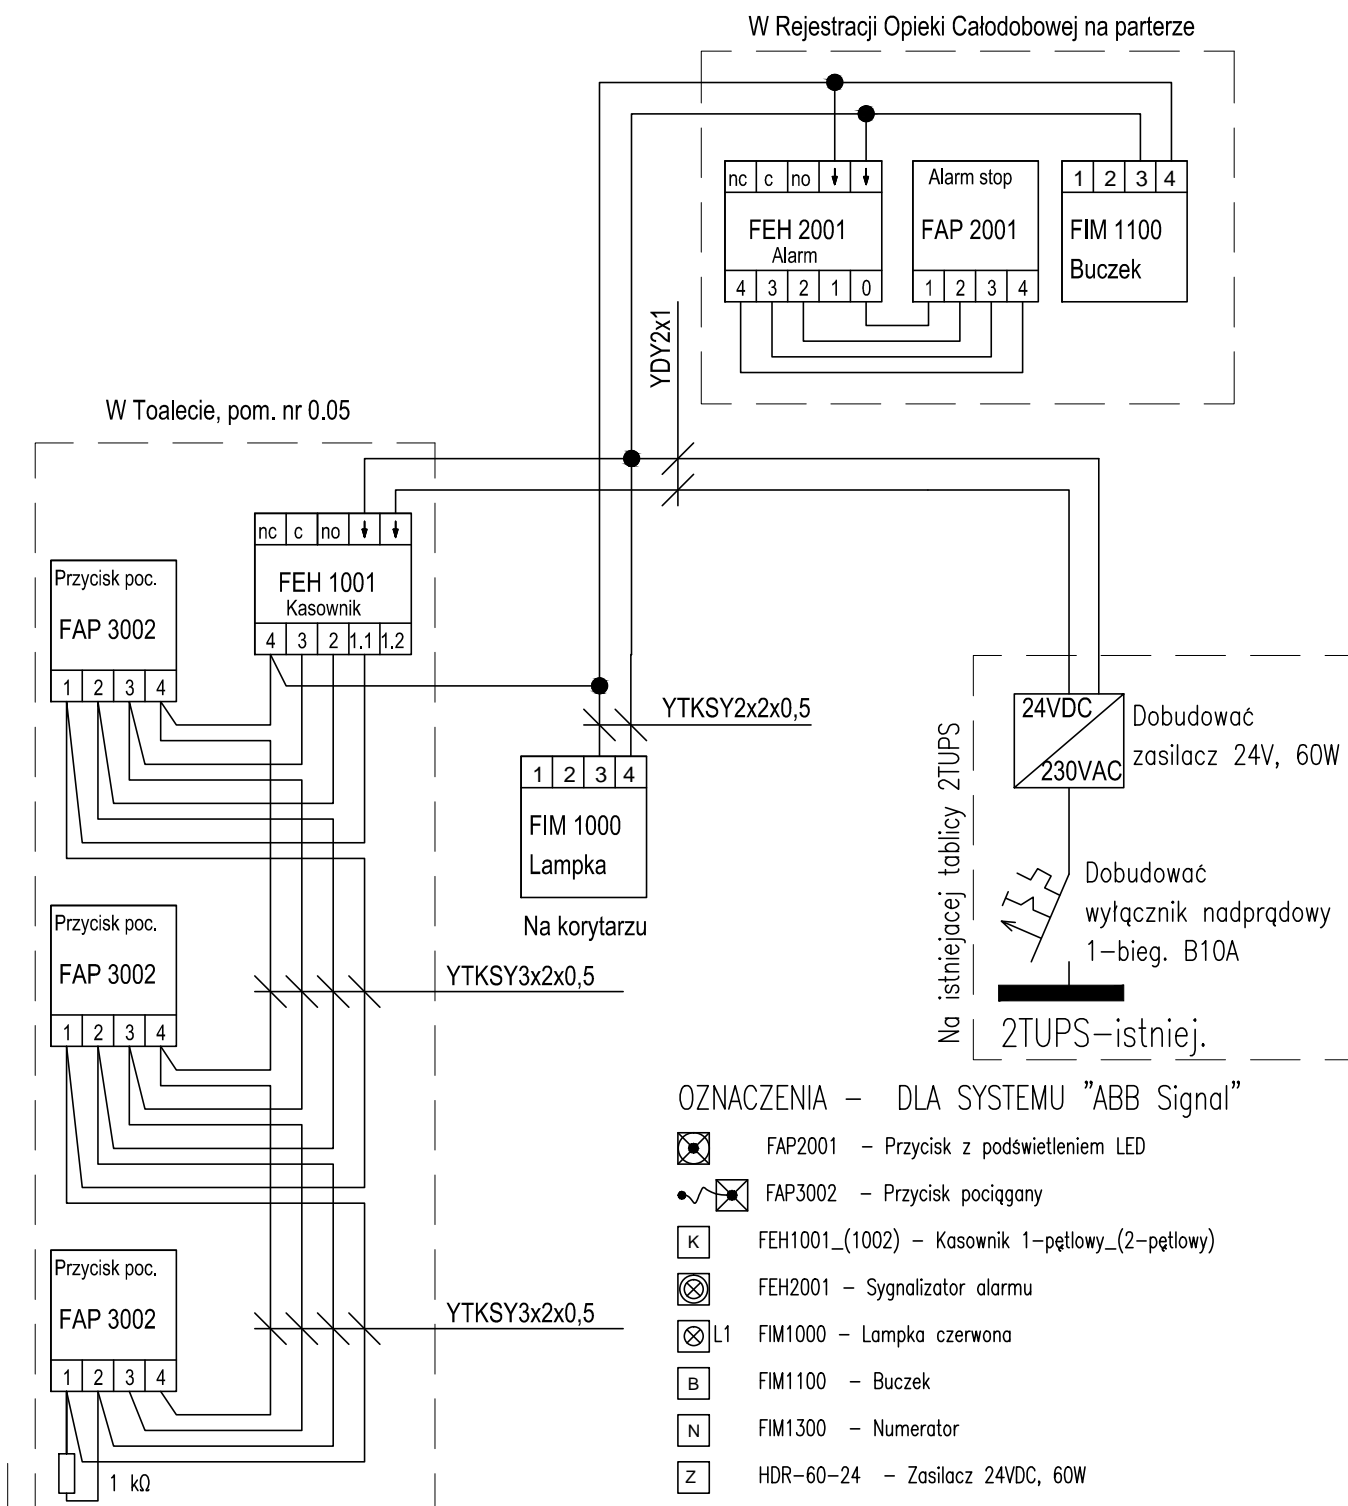 W Rejestracji Opieki Całodobowej na parterze
nc c no
FEH 2001
Alarm
4 3 2 1 0
Alarm stop
FAP 2001
1 2 3 4
1 2 3 4
FIM 1100
Buczek
YDY2x1
W Toalecie, pom. nr 0.05
nc c no
FEH 1001
Kasownik
4 3 2 1.1 1.2
Przycisk poc.
FAP 3002
1 2 3 4
YTKSY2x2x0,5
1 2 3 4
FIM 1000
Lampka
Na korytarzu
24VDC
230VAC
Dobudować
zasilacz 24V, 60W
Na istniejacej tablicy 2TUPS
Dobudować
wyłącznik nadprądowy
1-bieg. B10A
2TUPS-istniej.
Przycisk poc.
FAP 3002
1 2 3 4
YTKSY3x2x0,5
Przycisk poc.
FAP 3002
1 2 3 4
YTKSY3x2x0,5
1 kΩ
OZNACZENIA - DLA SYSTEMU "ABB Signal"
FAP2001 - Przycisk z podświetleniem LED
FAP3002 - Przycisk pociągany
K FEH1001_(1002) - Kasownik 1-pętlowy_(2-pętlowy)
FEH2001 - Sygnalizator alarmu
L1 FIM1000 - Lampka czerwona
B FIM1100 - Buczek
N FIM1300 - Numerator
Z HDR-60-24 - Zasilacz 24VDC, 60W